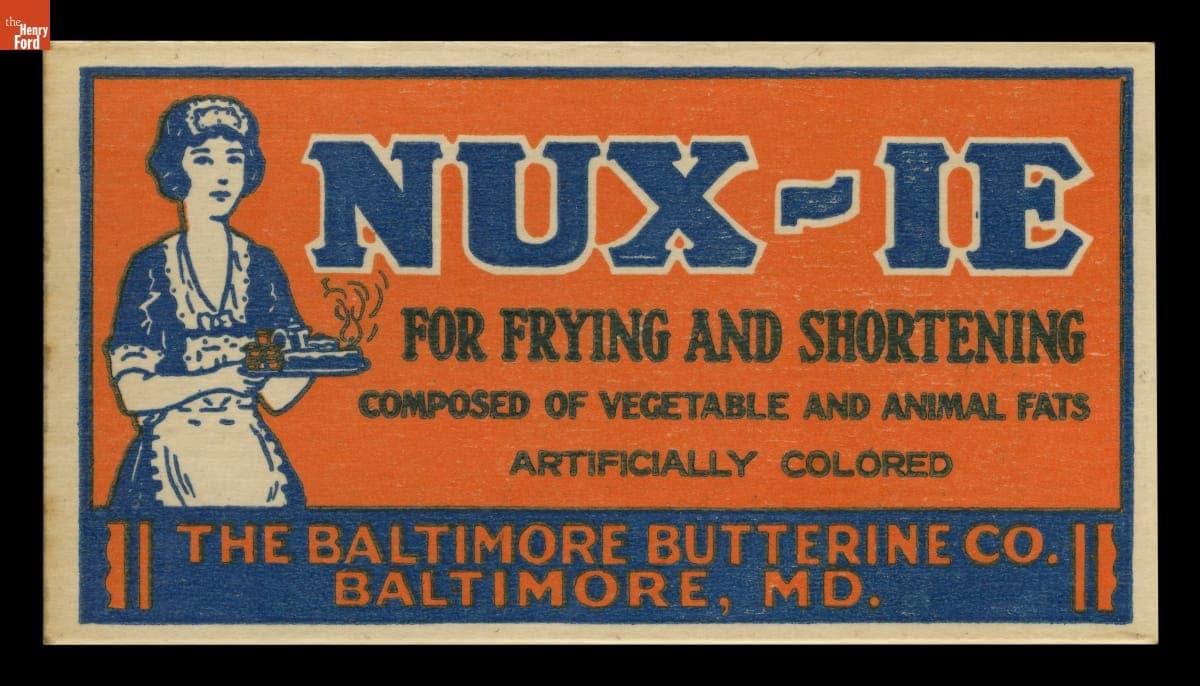 the
Henry
Ford
NUX-IE
FOR FRYING AND SHORTENING
COMPOSED OF VEGETABLE AND ANIMAL FATS
ARTIFICIALLY COLORED
THE BALTIMORE BUTTERINE CO.
BALTIMORE, MD.